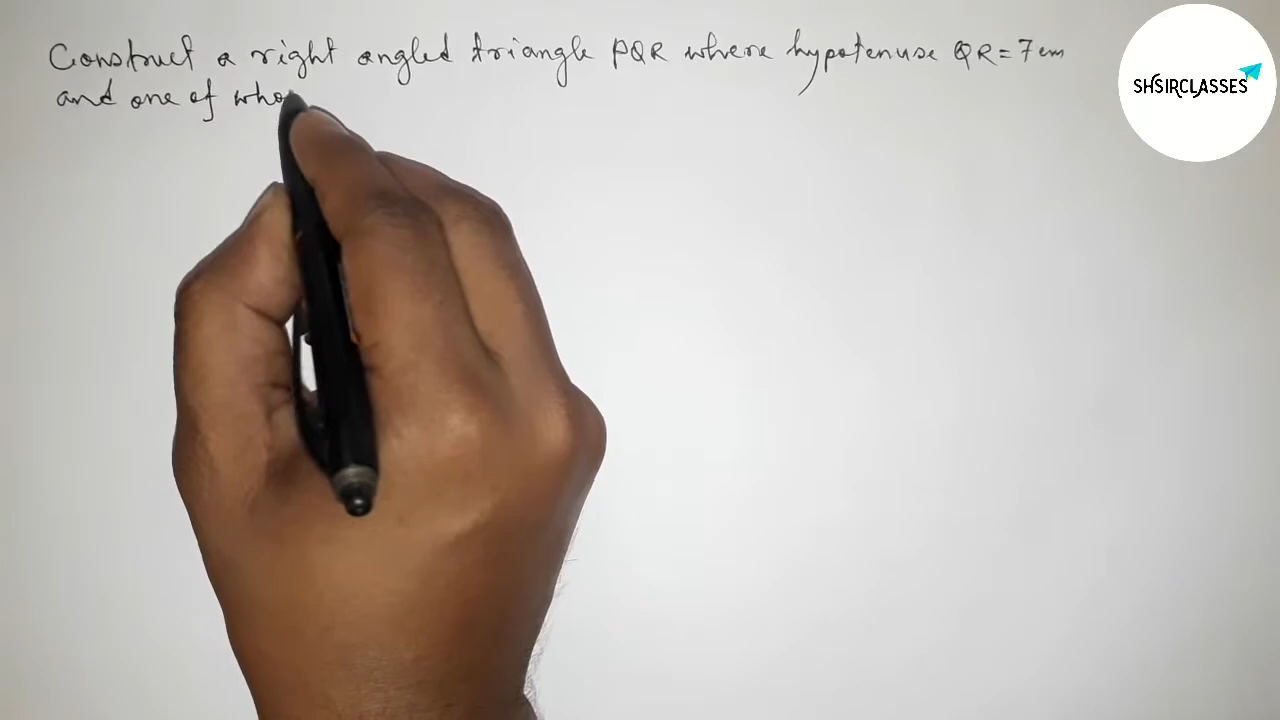 Construct a right angled triangle PQR where hypotenuse QR = 7 cm
and one of who
SHSIRCLASSES